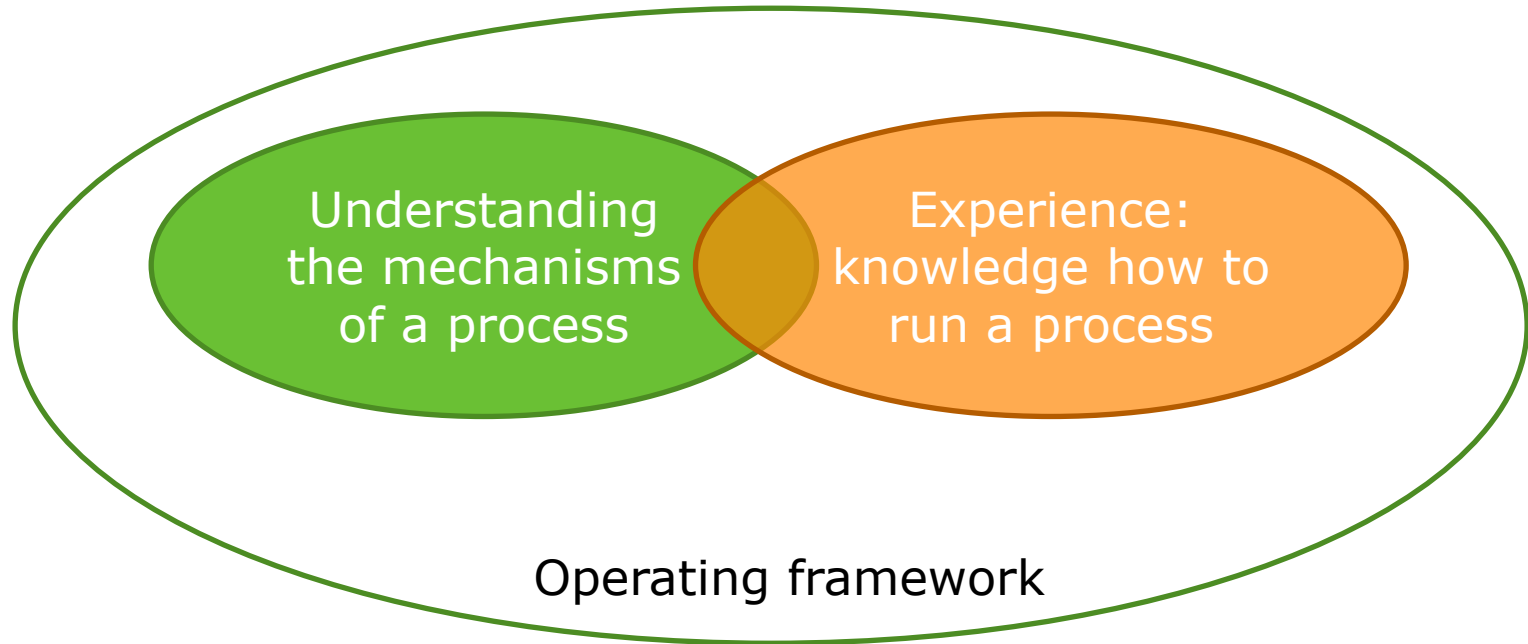 Understanding
the mechanisms
of a process
Experience:
knowledge how to
run a process
Operating framework